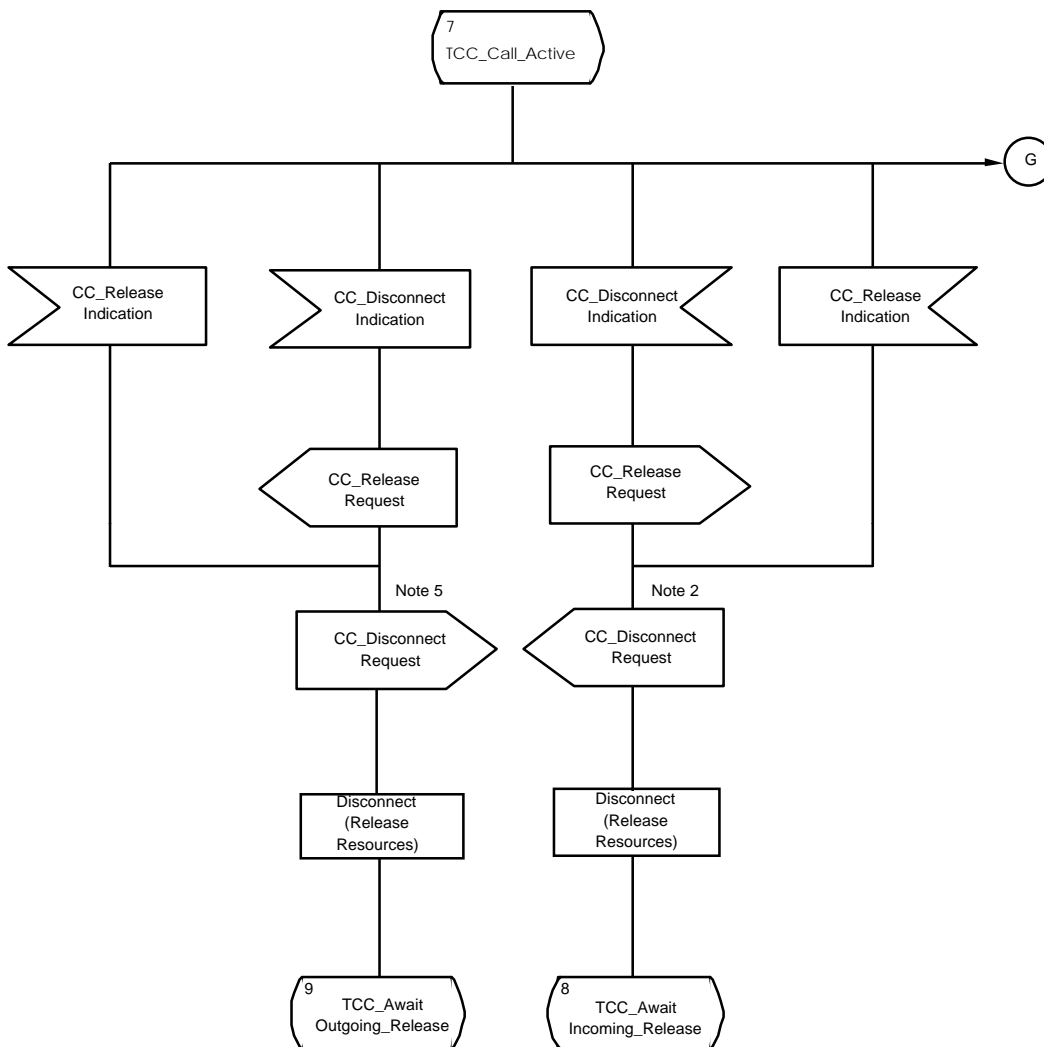 7
TCC_Call_Active
G
CC_Release
Indication
CC_Disconnect
Indication
CC_Disconnect
Indication
CC_Release
Indication
CC_Release
Request
CC_Release
Request
Note 5
Note 2
CC_Disconnect
Request
CC_Disconnect
Request
Disconnect
(Release
Resources)
Disconnect
(Release
Resources)
9
TCC_Await
Outgoing_Release
8
TCC_Await
Incoming_Release